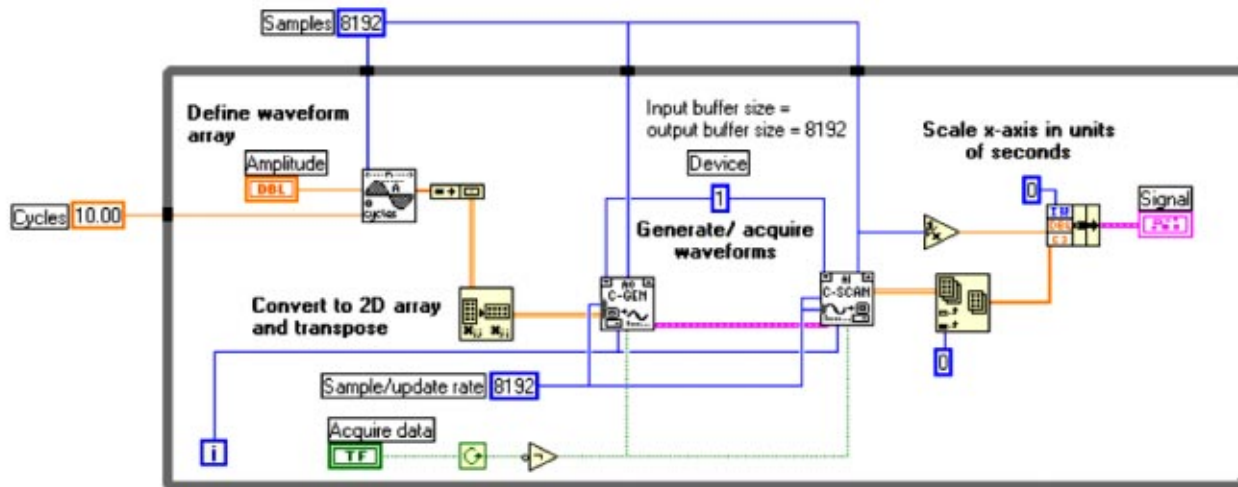 Samples 8192
Define waveform
array
Input buffer size =
output buffer size = 8192
Scale x-axis in units
of seconds
Amplitude
DBL
cycles
Device
1
0
Signal
DBL
Cycles 10.00
Generate/ acquire
waveforms
AO
C-GEN
AI
C-SCAN
Convert to 2D array
and transpose
Sample/update rate 8192
0
Acquire data
TF
i